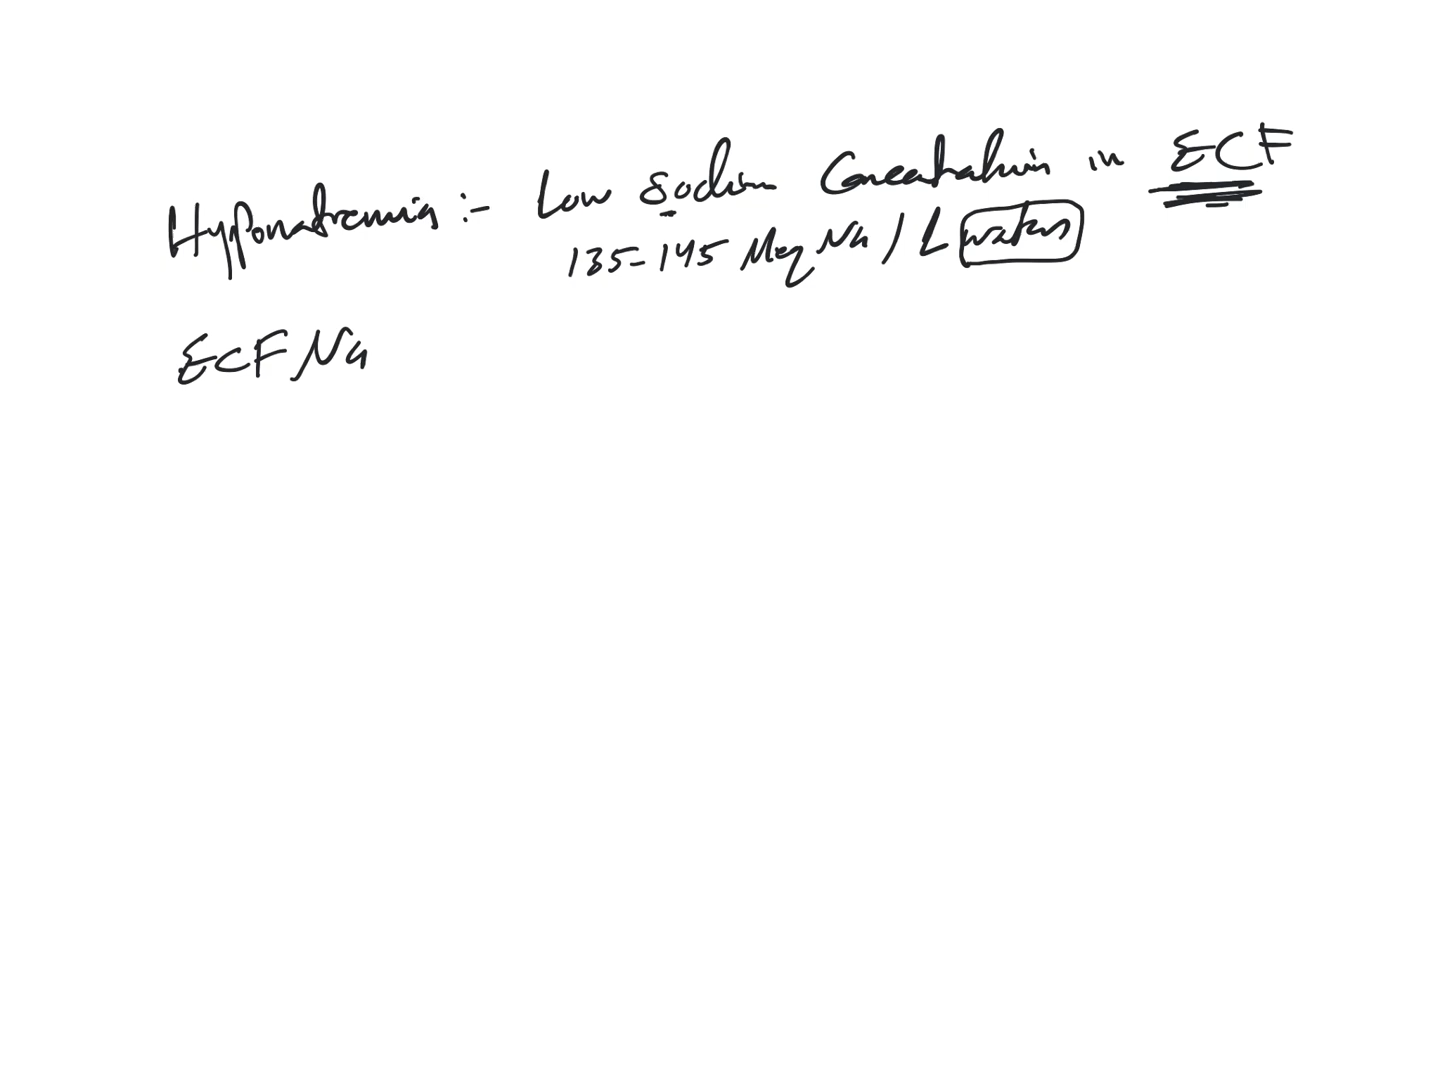 Hyponatremia :- Low sodium Concentration in ECF
135-145 Meq Na / L water
ECF Na